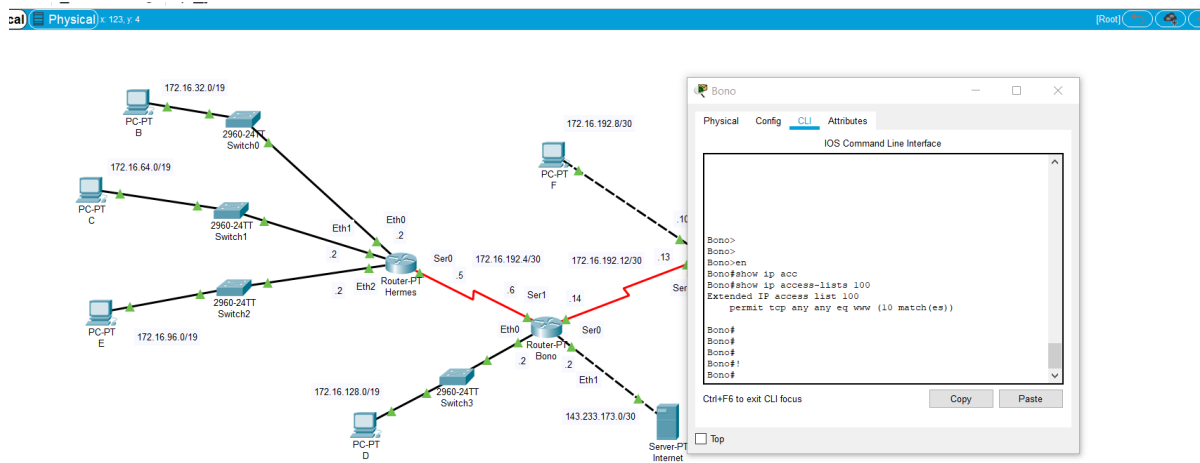 cal
Physical
x: 123, y: 4
[Root]
172.16.32.0/19
PC-PT
B
2960-24TT
Switch0
172.16.64.0/19
PC-PT
C
2960-24TT
Switch1
Eth1
Eth0
.2
.2
.2
Eth2
Router-PT
Hermes
Ser0
.5
172.16.192.4/30
2960-24TT
Switch2
PC-PT
E
172.16.96.0/19
172.16.192.8/30
PC-PT
F
.10
172.16.192.12/30
.13
Ser
.6
Ser1
.14
Eth0
Ser0
.2
Router-PT
Bono
.2
Eth1
172.16.128.0/19
2960-24TT
Switch3
PC-PT
D
143.233.173.0/30
Server-PT
Internet
Bono
Physical
Config
CLI
Attributes
IOS Command Line Interface
Bono>
Bono>
Bono>en
Bono#show ip acc
Bono#show ip access-lists 100
Extended IP access list 100
permit tcp any any eq www (10 match(es))
Bono#
Bono#
Bono#
Bono#!
Bono#
Ctrl+F6 to exit CLI focus
Copy
Paste
Top